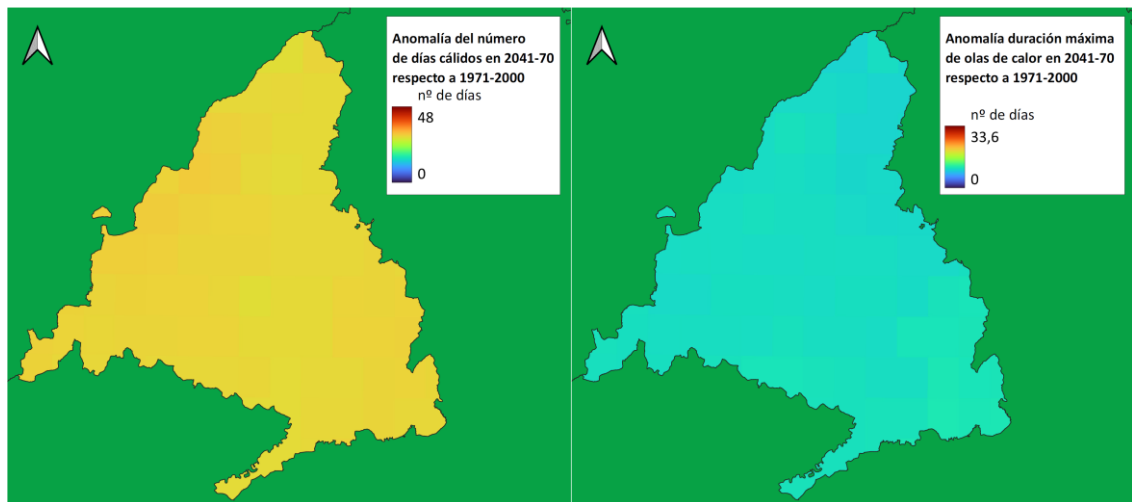 Anomalía del número
de días cálidos en 2041-70
respecto a 1971-2000
nº de días
48
0
Anomalía duración máxima
de olas de calor en 2041-70
respecto a 1971-2000
nº de días
33,6
0